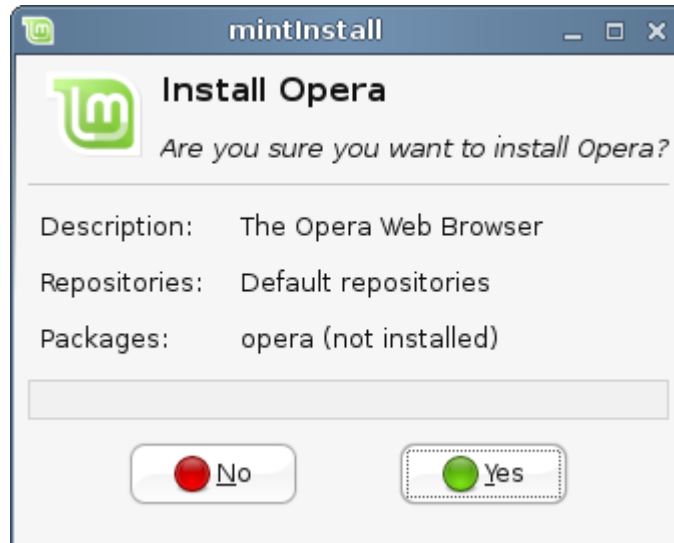 mintInstall
Install Opera
Are you sure you want to install Opera?
Description: The Opera Web Browser
Repositories: Default repositories
Packages: opera (not installed)
No Yes